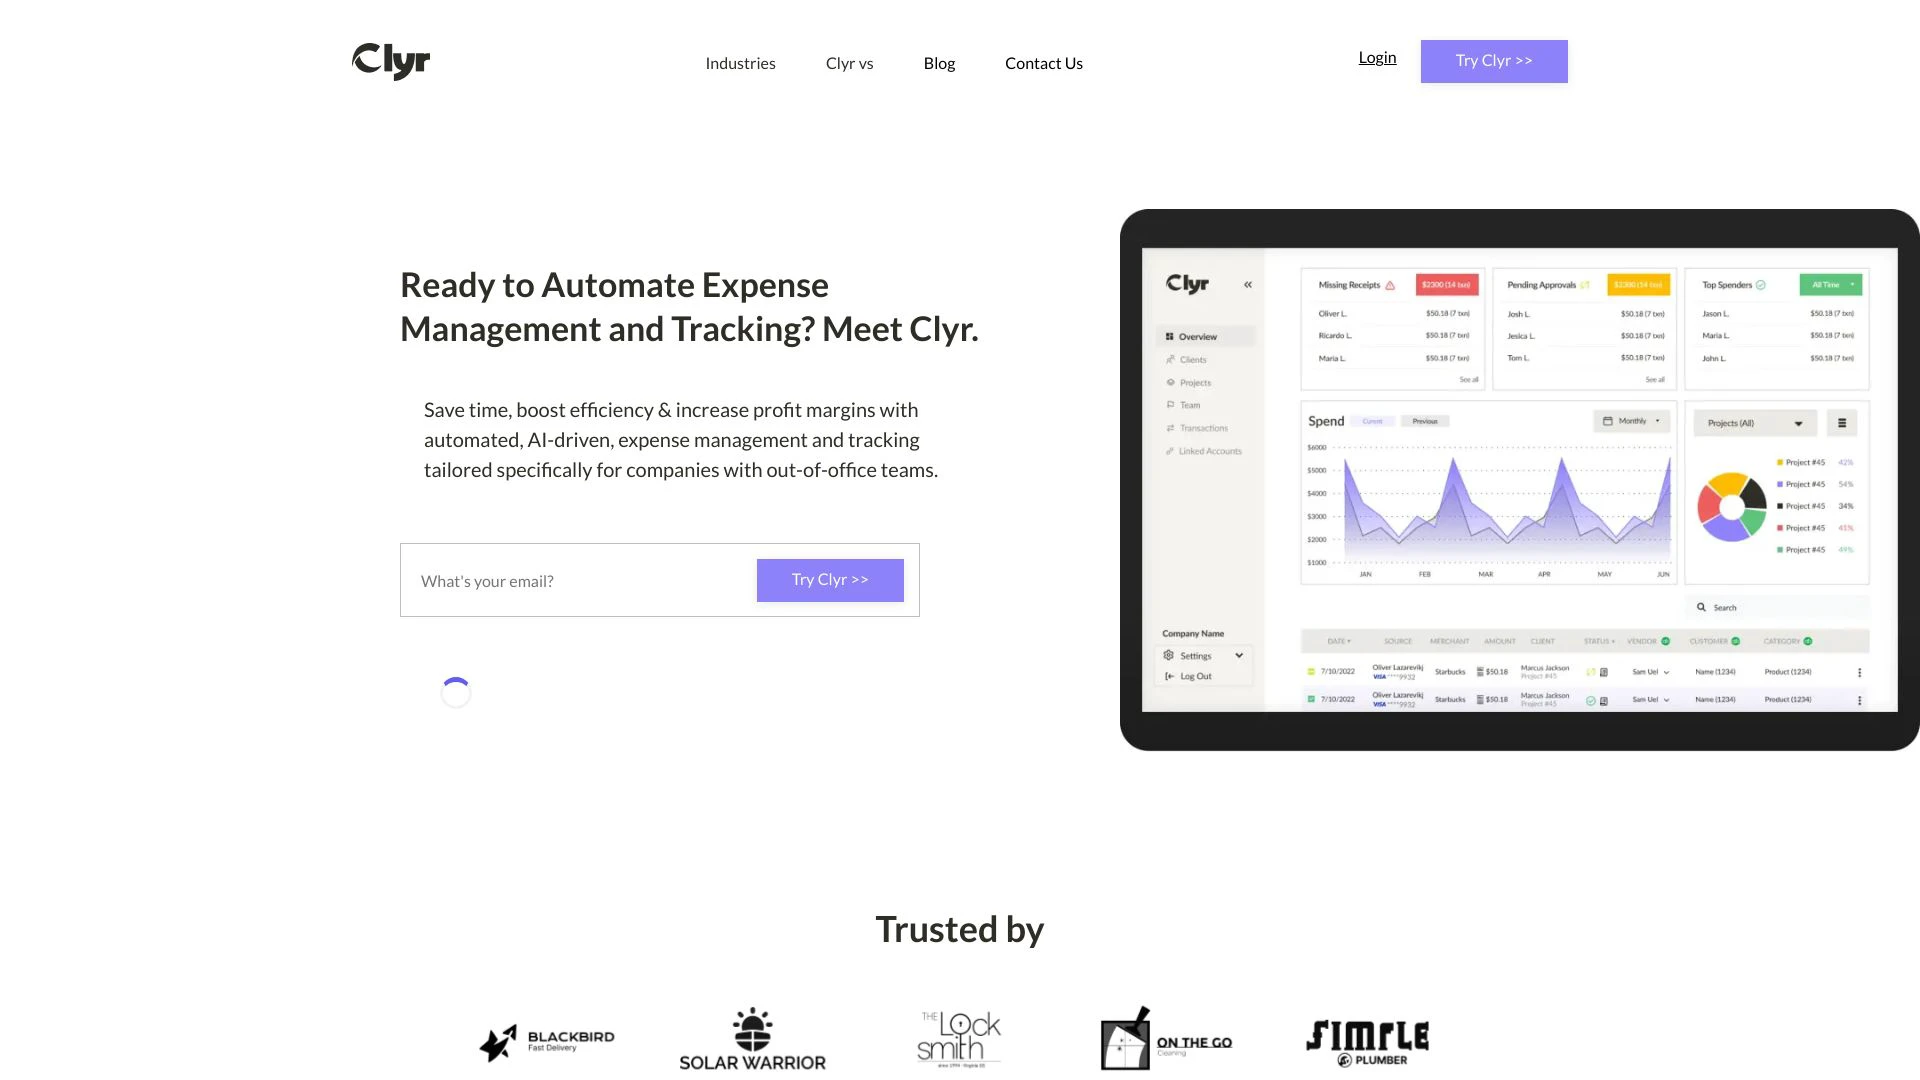 Clyr
Industries
Clyr vs
Blog
Contact Us
Login
Try Clyr >>
Ready to Automate Expense
Management and Tracking? Meet Clyr.
Save time, boost efficiency & increase profit margins with
automated, AI-driven, expense management and tracking
tailored specifically for companies with out-of-office teams.
What's your email?
Try Clyr >>
Clyr
«
Overview
Clients
Projects
Team
Transactions
Linked Accounts
Company Name
Settings
Log Out
Missing Receipts
$2300 (14 txn)
Oliver L. $50.18 (7 txn)
Ricardo L. $50.18 (7 txn)
Maria L. $50.18 (7 txn)
See all
Pending Approvals
$2300 (14 txn)
Josh L. $50.18 (7 txn)
Jesica L. $50.18 (7 txn)
Tom L. $50.18 (7 txn)
See all
Top Spenders
All Time
Jason L. $50.18 (7 txn)
Maria L. $50.18 (7 txn)
John L. $50.18 (7 txn)
Spend
Current
Previous
Monthly
$6000
$5000
$4000
$3000
$2000
$1000
JAN FEB MAR APR MAY JUN
Projects (All)
Project #45 42%
Project #45 54%
Project #45 34%
Project #45 41%
Project #45 49%
Search
DATE SOURCE MERCHANT AMOUNT CLIENT STATUS VENDOR CUSTOMER CATEGORY
7/10/2022 Oliver Lazarevikj Starbucks $50.18 Marcus Jackson Sam Uel Name (1234) Product (1234)
VISA ****9932 Project #45
7/10/2022 Oliver Lazarevikj Starbucks $50.18 Marcus Jackson Sam Uel Name (1234) Product (1234)
VISA ****9932 Project #45
Trusted by
BLACKBIRD
Fast Delivery
SOLAR WARRIOR
THE Lock
smith
ON THE GO
Cleaning
SIMPLE
PLUMBER